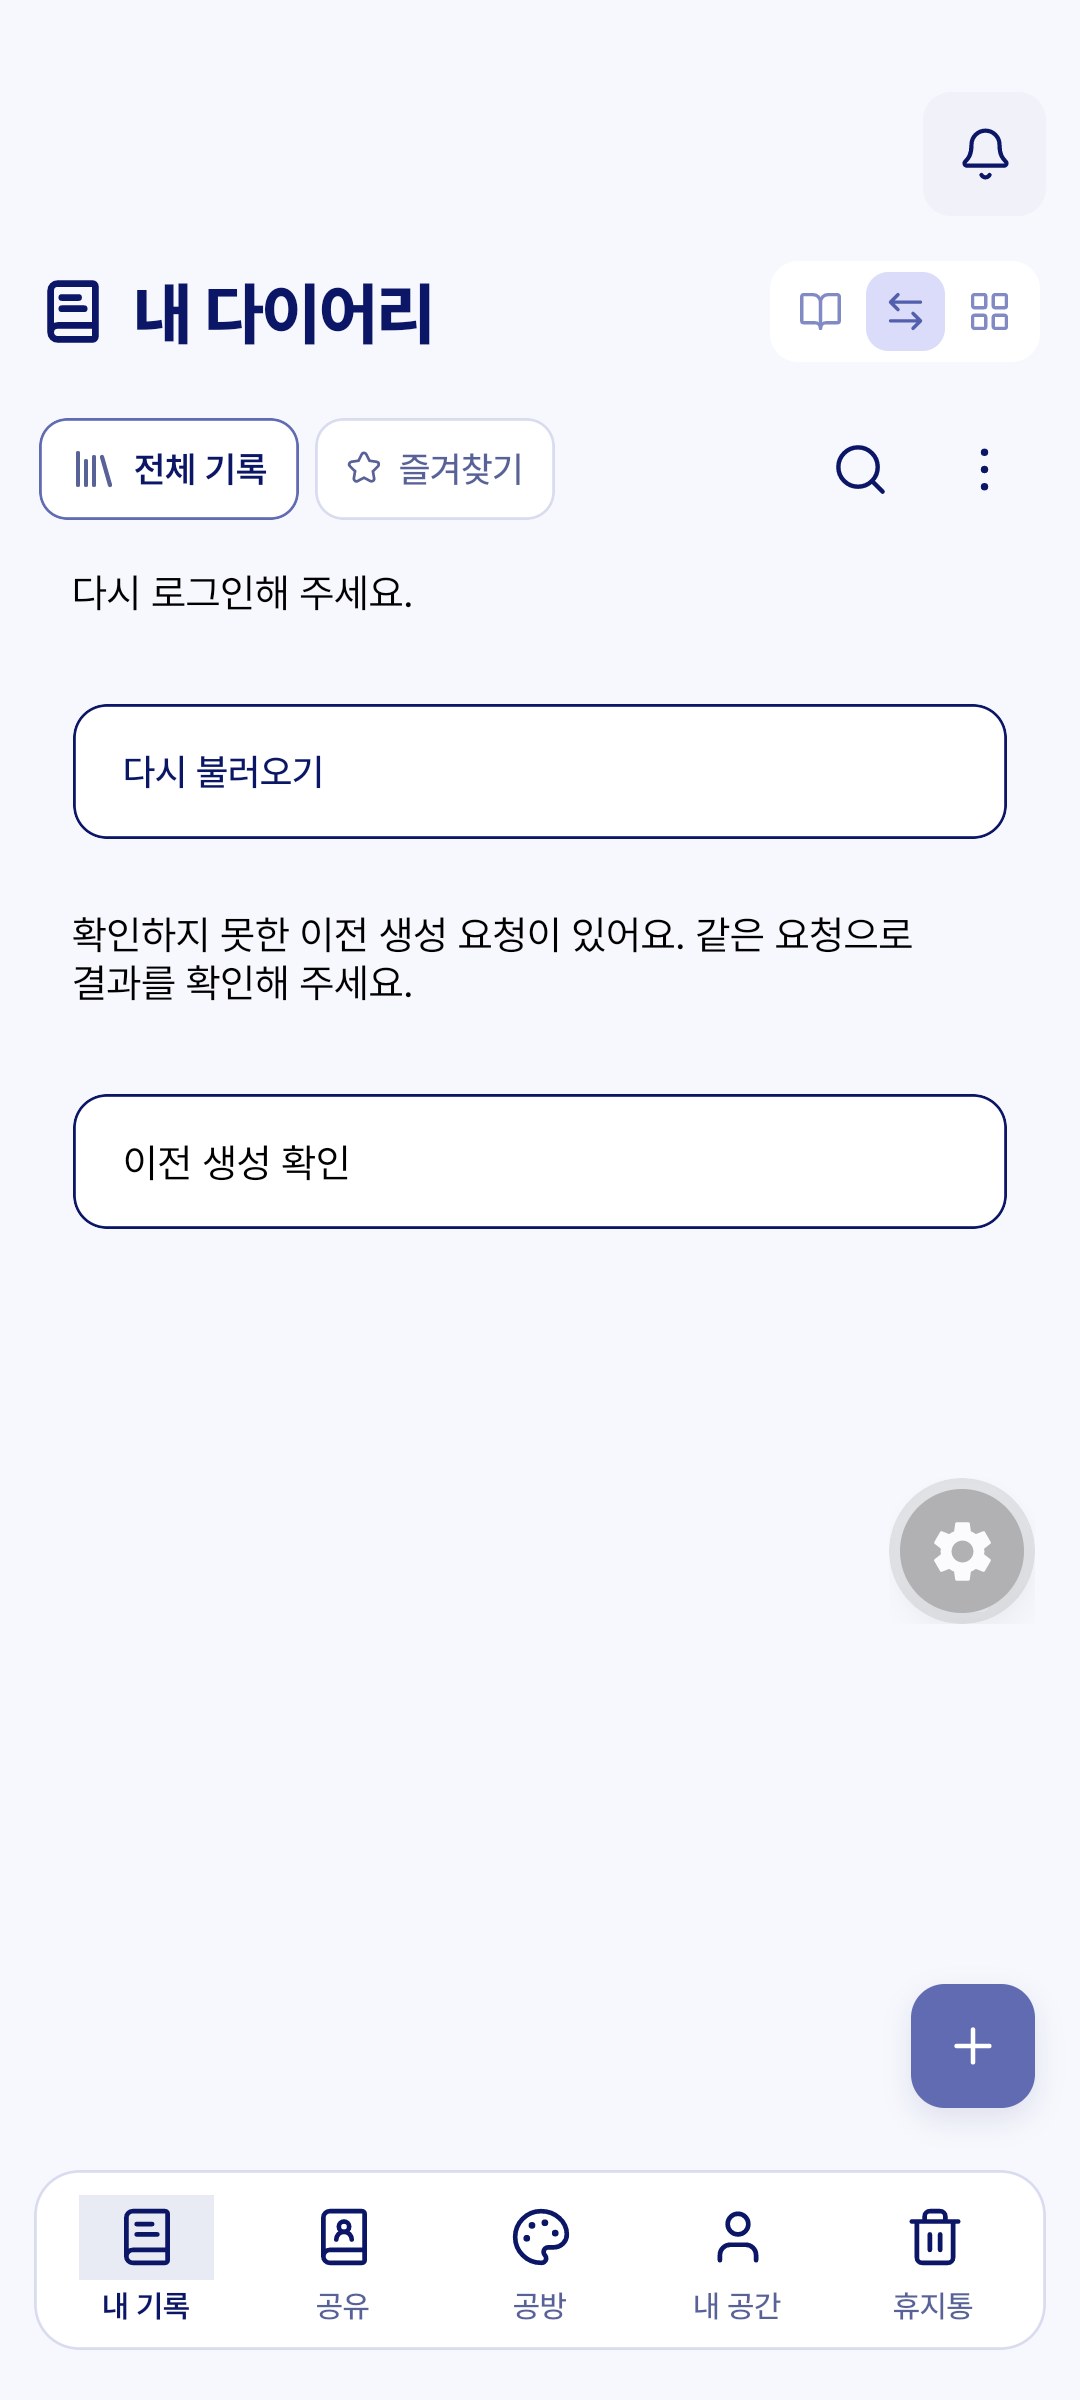 내 다이어리
전체 기록
즐겨찾기
다시 로그인해 주세요.
다시 불러오기
확인하지 못한 이전 생성 요청이 있어요. 같은 요청으로
결과를 확인해 주세요.
이전 생성 확인
내 기록
공유
공방
내 공간
휴지통